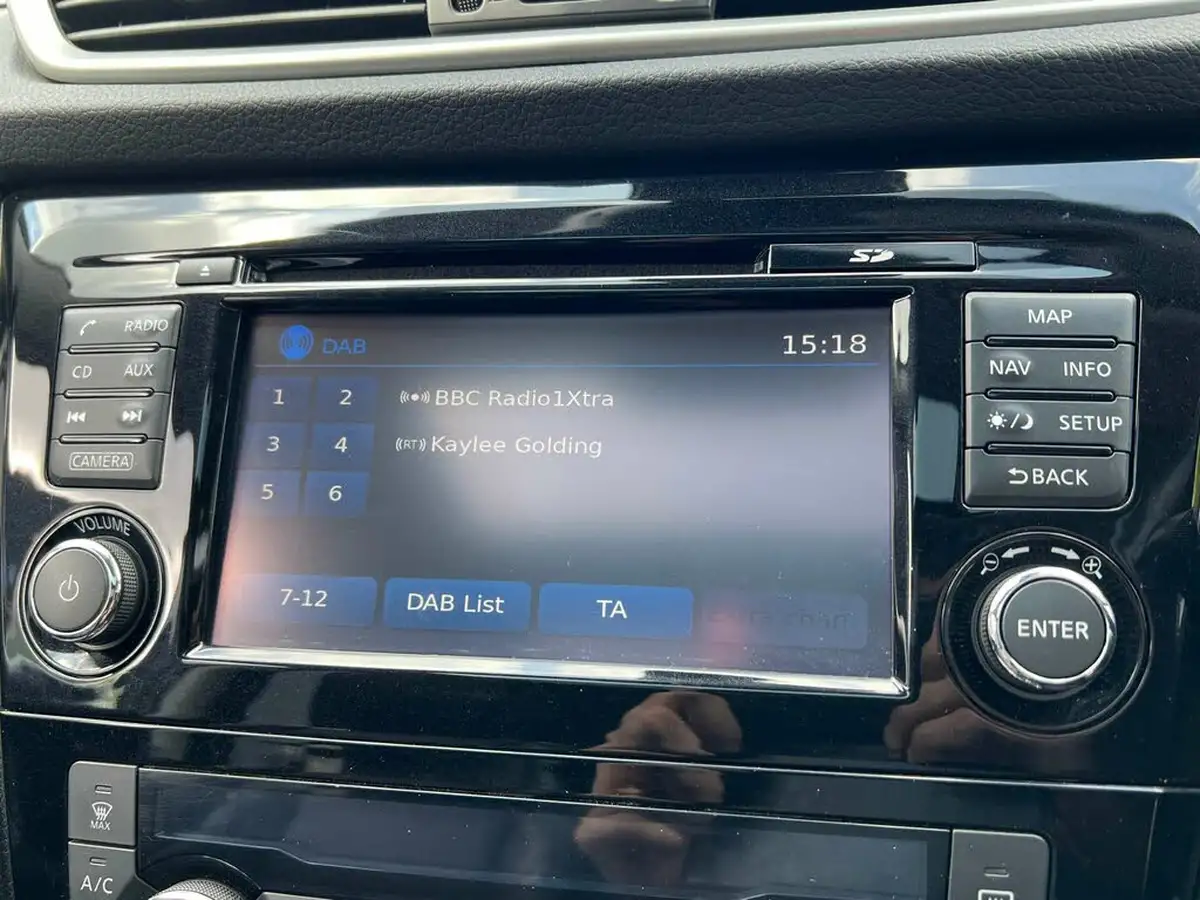 SD
RADIO
CD AUX
CAMERA
VOLUME
DAB 15:18
1 2 BBC Radio1Xtra
3 4 (RT) Kaylee Golding
5 6
7-12 DAB List TA
MAP
NAV INFO
SETUP
BACK
ENTER
MAX
A/C